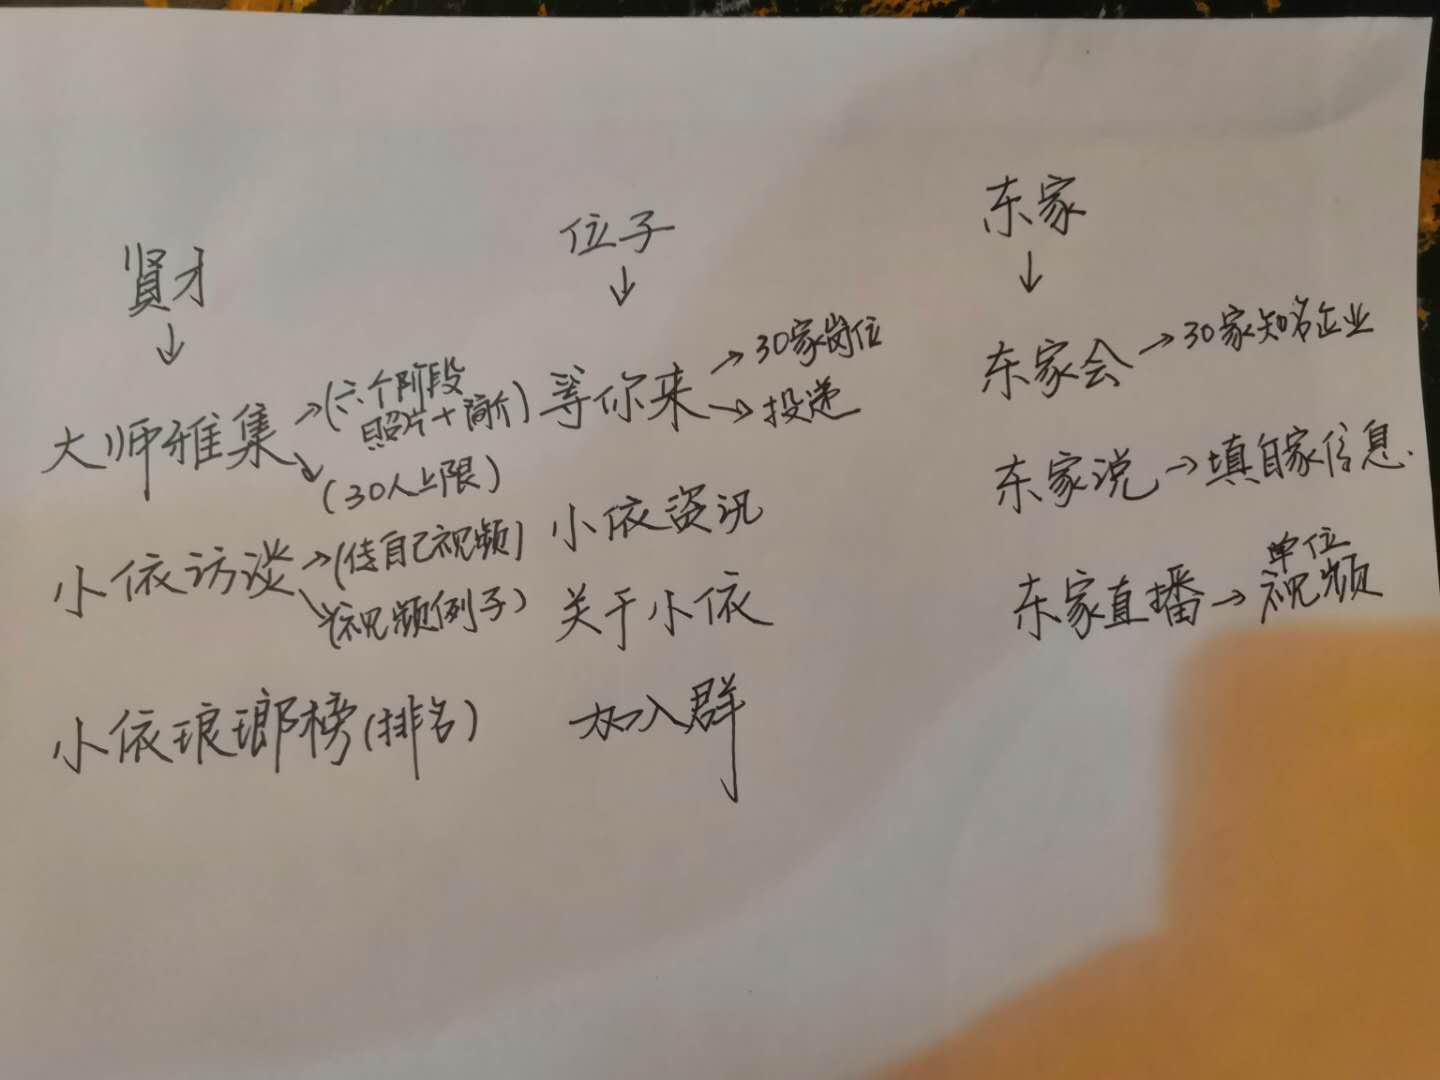 贤才
↓
大师雅集→(六个阶段
照片+简介)
↘(30人上限)
小依访谈→(传自己视频)
↘(视频例子)
小依琅琊榜(排名)
位子
↓
等你来→30家岗位
→投递
小依资讯
关于小依
加入群
东家
↓
东家会→30家知名企业
东家说→填自家信息.
东家直播→单位
视频